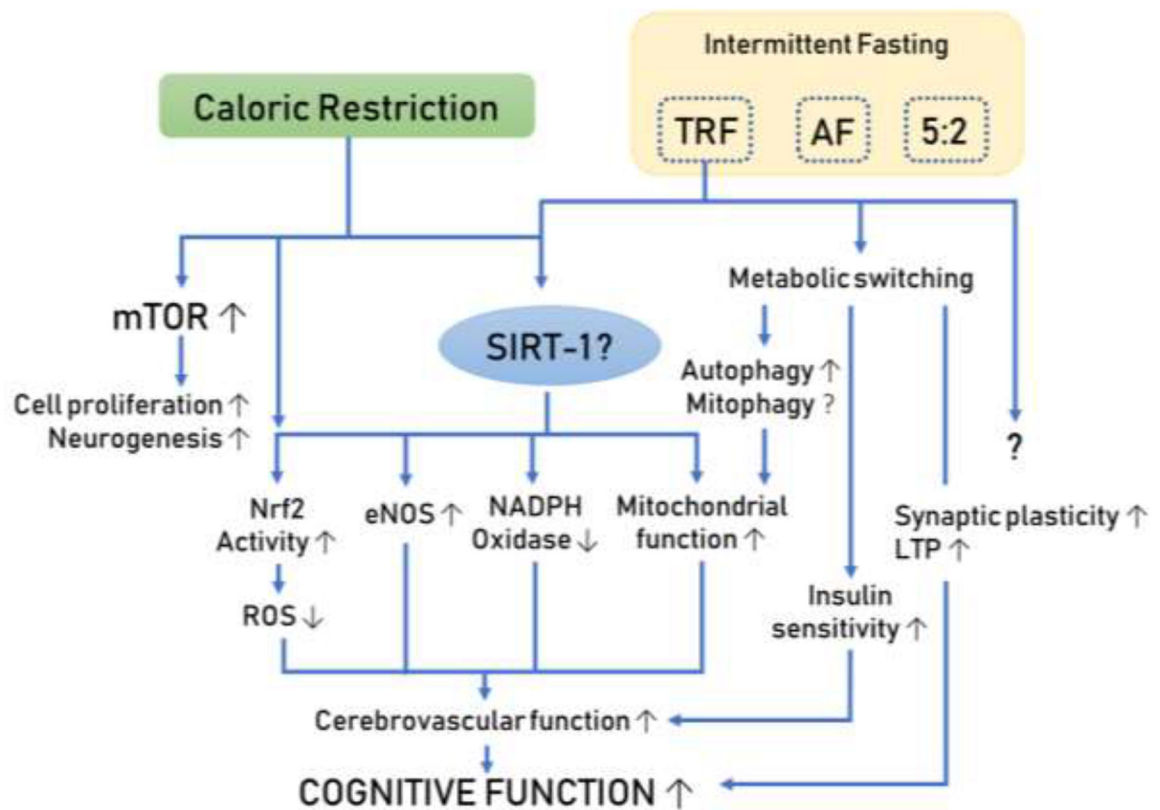 Intermittent Fasting
Caloric Restriction
TRF
AF
5:2
Metabolic switching
mTOR ↑
SIRT-1?
Autophagy ↑
Mitophagy ?
Cell proliferation ↑
Neurogenesis ↑
?
Nrf2
Activity ↑
eNOS ↑
NADPH
Oxidase ↓
Mitochondrial
function ↑
Synaptic plasticity ↑
LTP ↑
ROS ↓
Insulin
sensitivity ↑
Cerebrovascular function ↑
COGNITIVE FUNCTION ↑